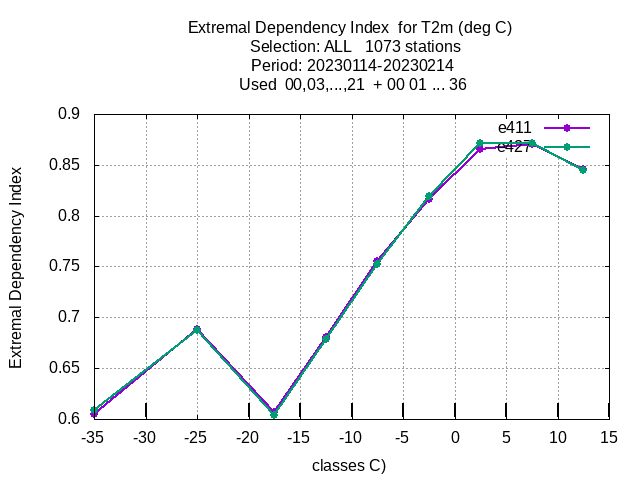 Extremal Dependency Index  for T2m (deg C)
Selection: ALL   1073 stations
Period: 20230114-20230214
Used  00,03,...,21  + 00 01 ... 36
e411
e427
0.9
0.85
0.8
0.75
0.7
0.65
0.6
Extremal Dependency Index
-35 -30 -25 -20 -15 -10 -5 0 5 10 15
classes C)